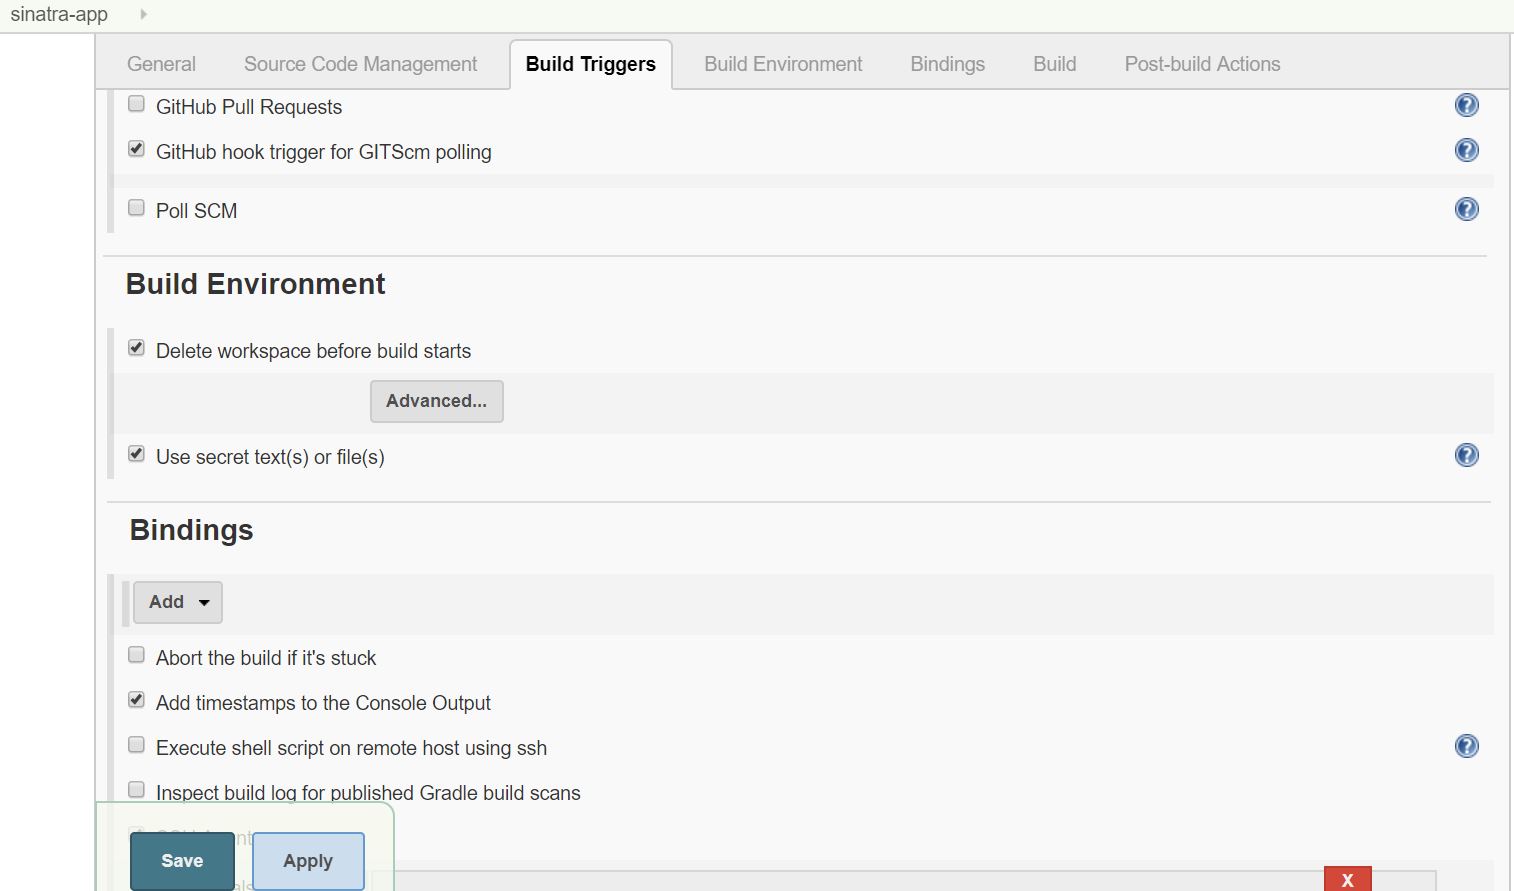 sinatra-app
General Source Code Management Build Triggers Build Environment Bindings Build Post-build Actions
GitHub Pull Requests
GitHub hook trigger for GITScm polling
Poll SCM
Build Environment
Delete workspace before build starts
Advanced...
Use secret text(s) or file(s)
Bindings
Add
Abort the build if it's stuck
Add timestamps to the Console Output
Execute shell script on remote host using ssh
Inspect build log for published Gradle build scans
Save Apply
X